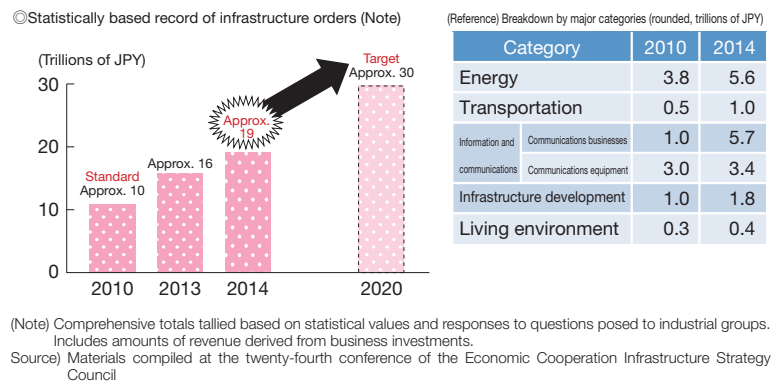 ◎Statistically based record of infrastructure orders (Note)
(Trillions of JPY)
30
20
10
0
Standard
Approx. 10
Approx. 16
Approx.
19
Target
Approx. 30
2010
2013
2014
2020
(Reference) Breakdown by major categories (rounded, trillions of JPY)
Category 2010 2014
Energy 3.8 5.6
Transportation 0.5 1.0
Information and communications
Communications businesses 1.0 5.7
Communications equipment 3.0 3.4
Infrastructure development 1.0 1.8
Living environment 0.3 0.4
(Note) Comprehensive totals tallied based on statistical values and responses to questions posed to industrial groups.
Includes amounts of revenue derived from business investments.
Source) Materials compiled at the twenty-fourth conference of the Economic Cooperation Infrastructure Strategy
Council